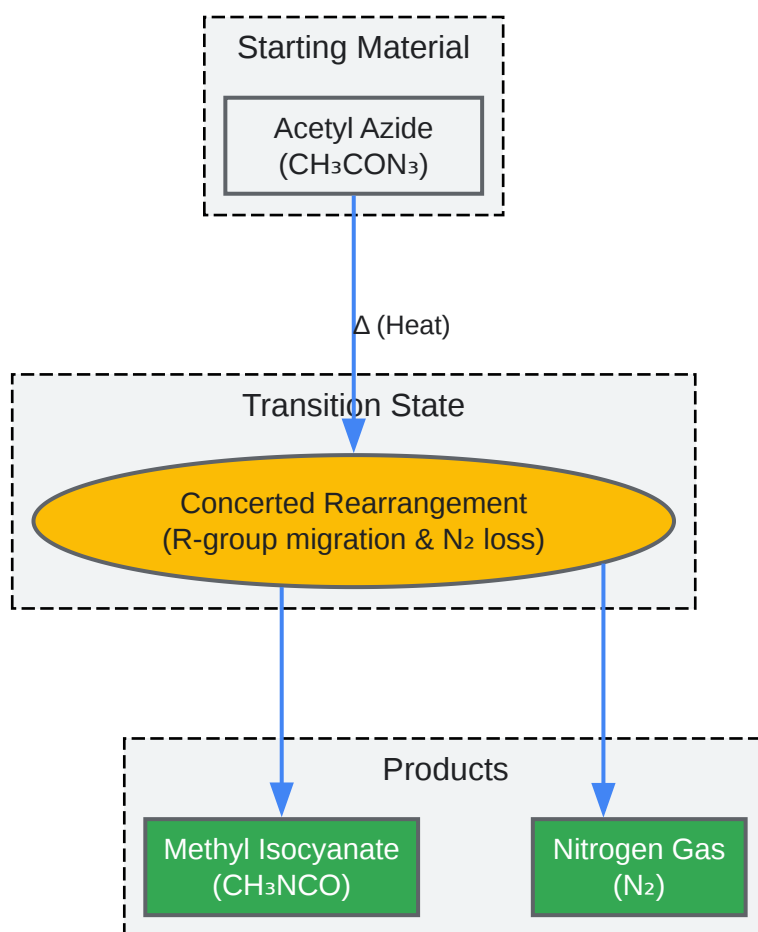 Starting Material
Acetyl Azide
(CH₃CON₃)
Δ (Heat)
Transition State
Concerted Rearrangement
(R-group migration & N₂ loss)
Products
Methyl Isocyanate
(CH₃NCO)
Nitrogen Gas
(N₂)